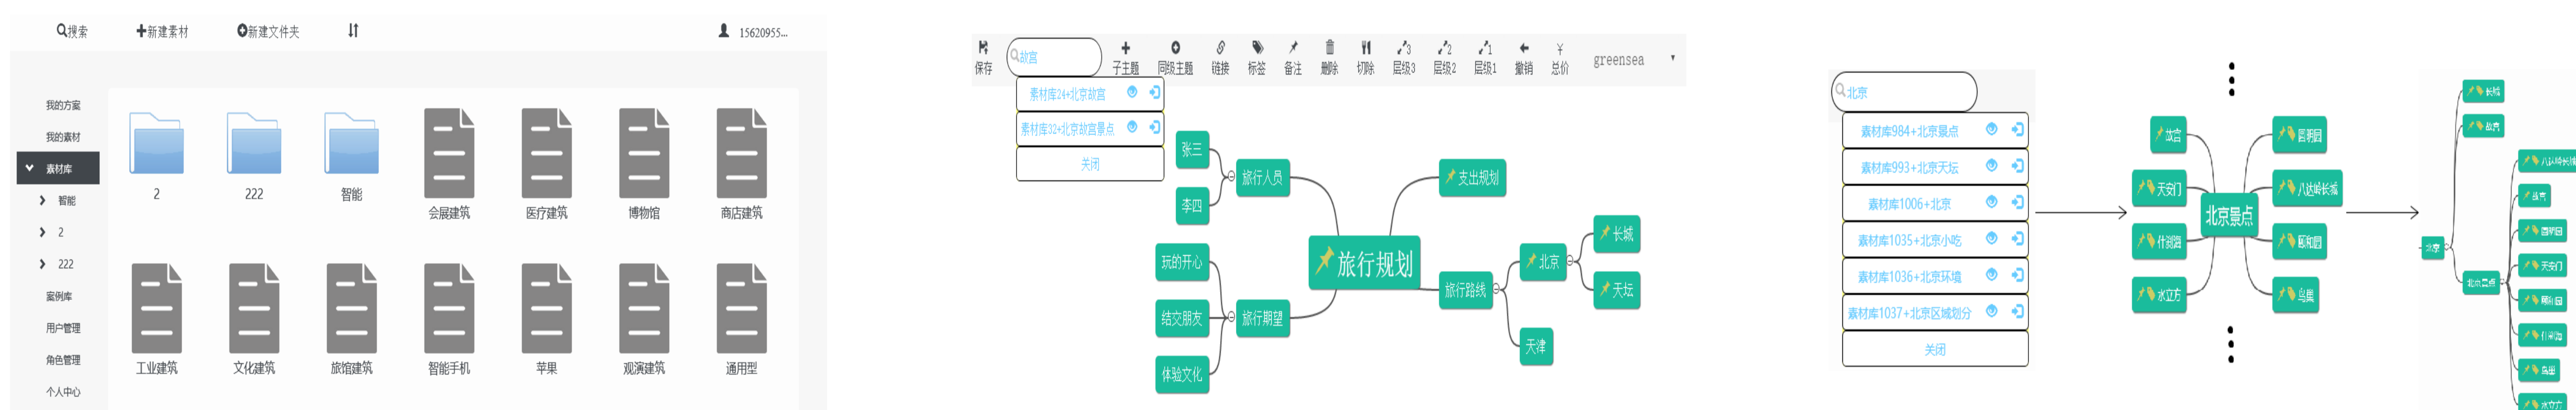 搜索
新建素材
新建文件夹
15620955...
我的方案
我的素材
素材库
智能
2
222
案例库
用户管理
角色管理
个人中心
2
222
智能
会展建筑
医疗建筑
博物馆
商店建筑
工业建筑
文化建筑
旅馆建筑
智能手机
苹果
观演建筑
通用型
保存
故宫
子主题
同级主题
链接
标签
备注
删除
切除
3
层级3
2
层级2
1
层级1
撤销
¥
总价
greensea
素材库24+北京故宫
素材库32+北京故宫景点
关闭
张三
李四
旅行人员
玩的开心
结交朋友
体验文化
旅行期望
旅行规划
支出规划
旅行路线
北京
长城
天坛
天津
北京
素材库984+北京景点
素材库993+北京天坛
素材库1006+北京
素材库1035+北京小吃
素材库1036+北京环境
素材库1037+北京区域划分
关闭
故宫
天安门
什刹海
水立方
北京景点
圆明园
八达岭长城
颐和园
鸟巢
长城
故宫
北京
北京景点
八达岭长城
故宫
圆明园
天安门
颐和园
什刹海
鸟巢
水立方